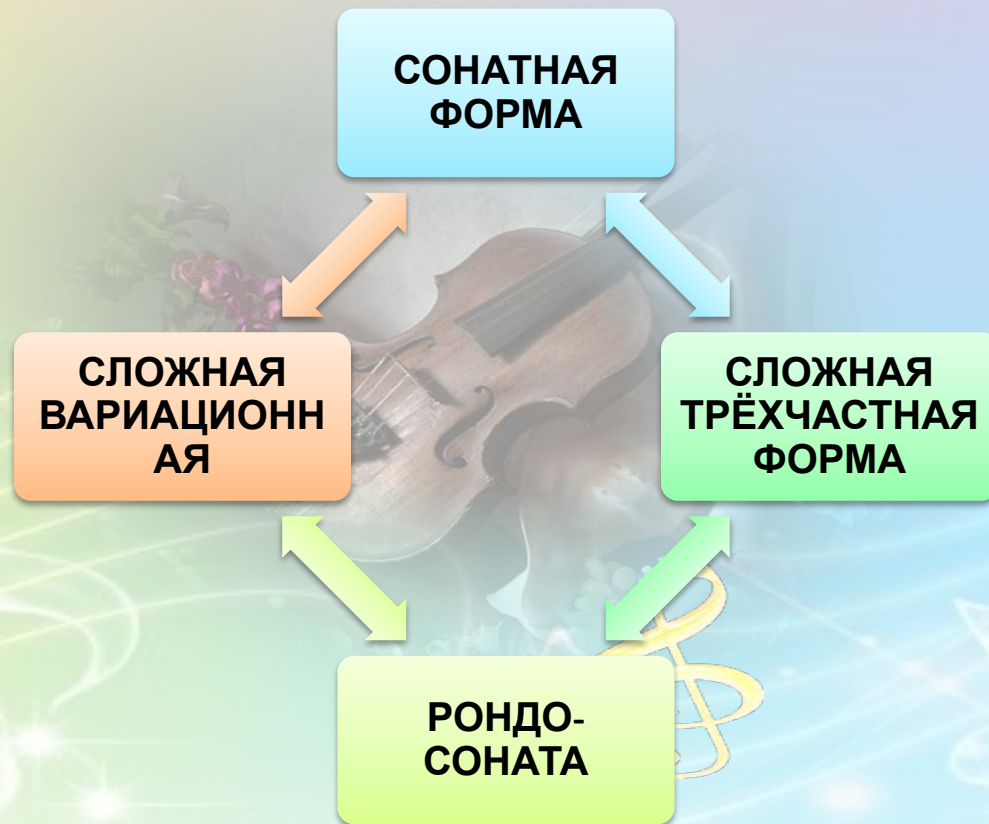 СОНАТНАЯ
ФОРМА
СЛОЖНАЯ
ВАРИАЦИОНН
АЯ
СЛОЖНАЯ
ТРЁХЧАСТНАЯ
ФОРМА
РОНДО-
СОНАТА